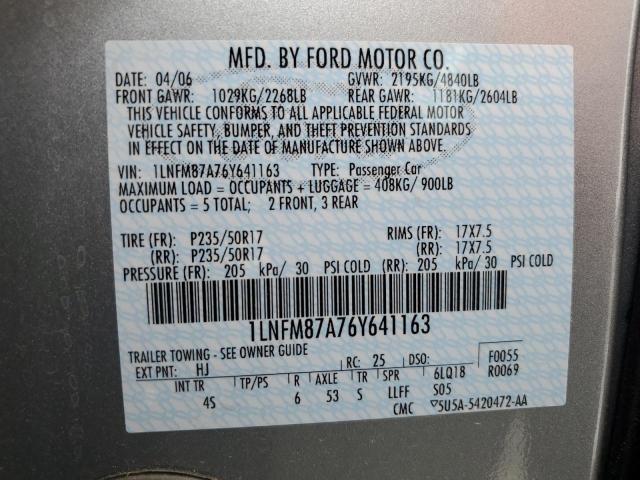 MFD. BY FORD MOTOR CO.
DATE: 04/06 GVWR: 2195KG/4840LB
FRONT GAWR: 1029KG/2268LB REAR GAWR: 1181KG/2604LB
THIS VEHICLE CONFORMS TO ALL APPLICABLE FEDERAL MOTOR
VEHICLE SAFETY, BUMPER, AND THEFT PREVENTION STANDARDS
IN EFFECT ON THE DATE OF MANUFACTURE SHOWN ABOVE.
VIN: 1LNFM87A76Y641163 TYPE: Passenger Car
MAXIMUM LOAD = OCCUPANTS + LUGGAGE = 408KG/ 900LB
OCCUPANTS = 5 TOTAL; 2 FRONT, 3 REAR
TIRE (FR): P235/50R17 RIMS (FR): 17X7.5
(RR): P235/50R17 (RR): 17X7.5
PRESSURE (FR): 205 kPa/ 30 PSI COLD (RR): 205 kPa/ 30 PSI COLD
1LNFM87A76Y641163
TRAILER TOWING - SEE OWNER GUIDE
EXT PNT: HJ RC: 25 DSO: F0055
INT TR TP/PS R AXLE TR SPR 6LQ18 R0069
4S 6 53 S LLFF S05
CMC ▽5U5A-5420472-AA